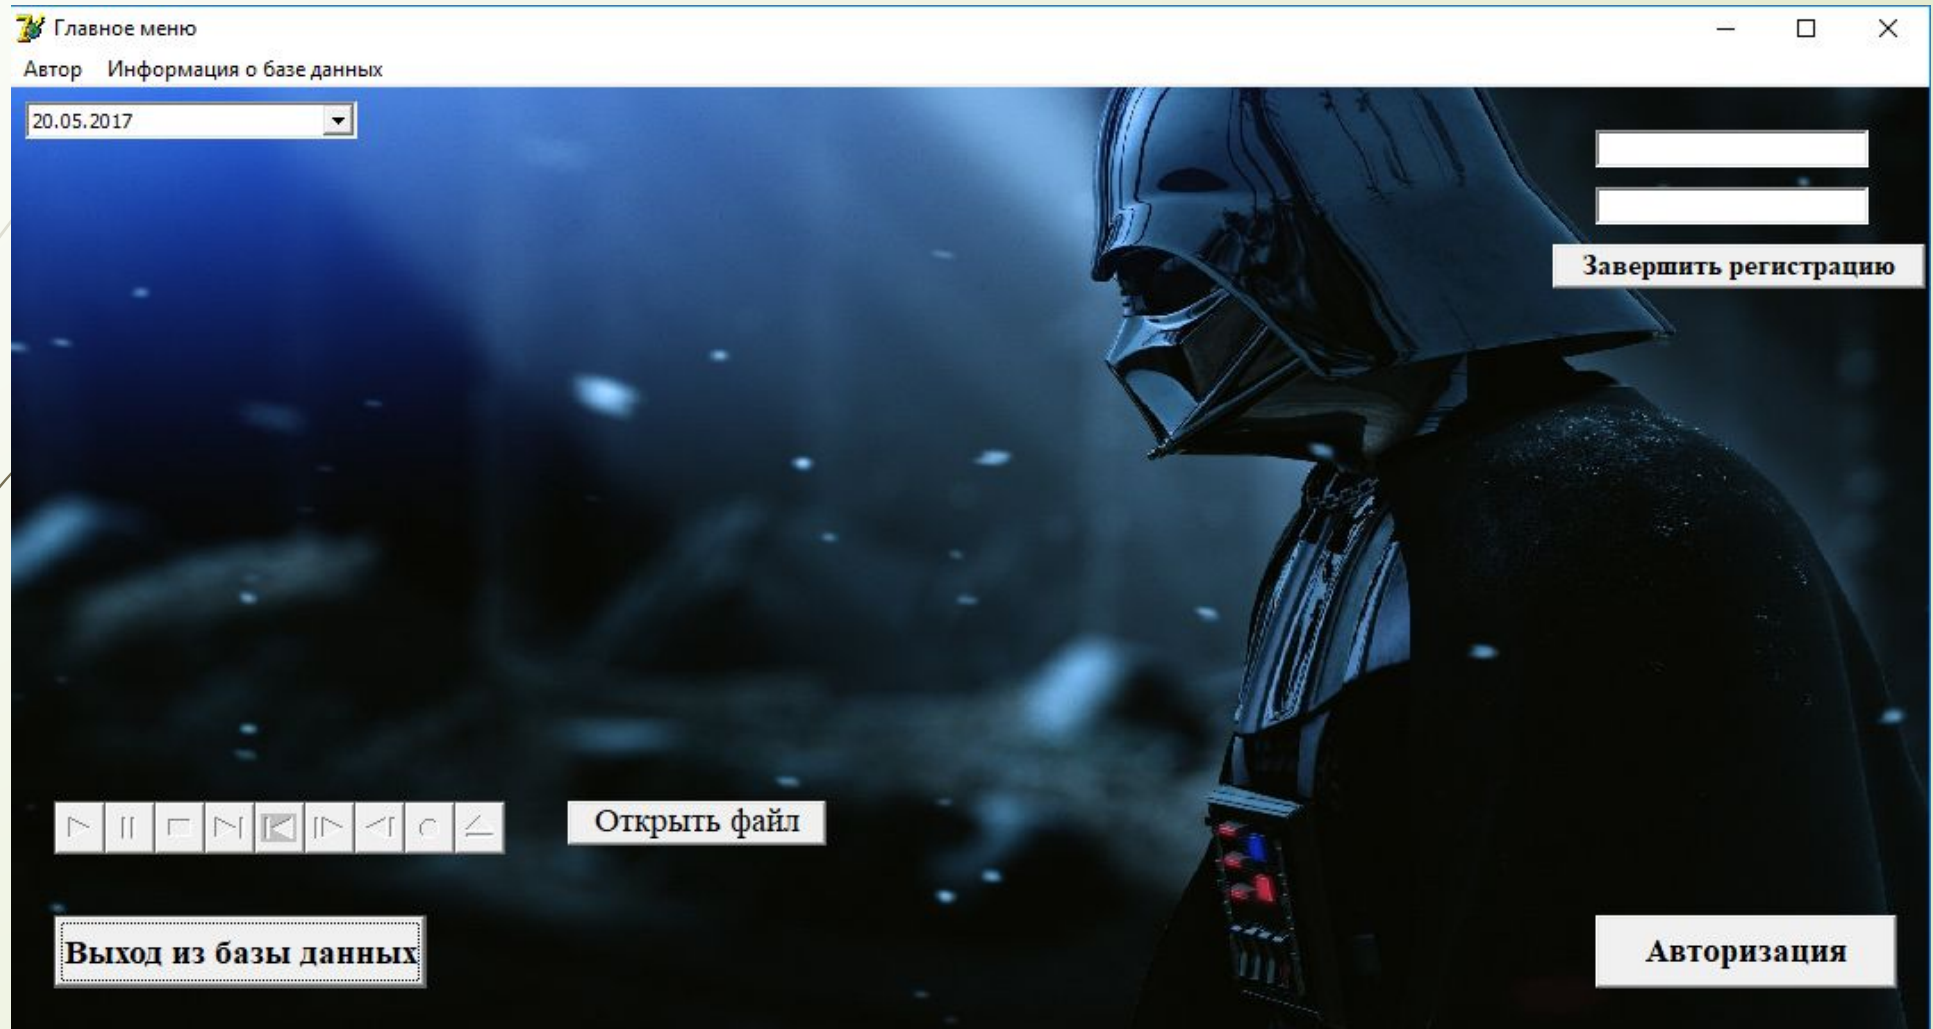 Главное меню
Автор Информация о базе данных
20.05.2017
Завершить регистрацию
Открыть файл
Выход из базы данных
Авторизация